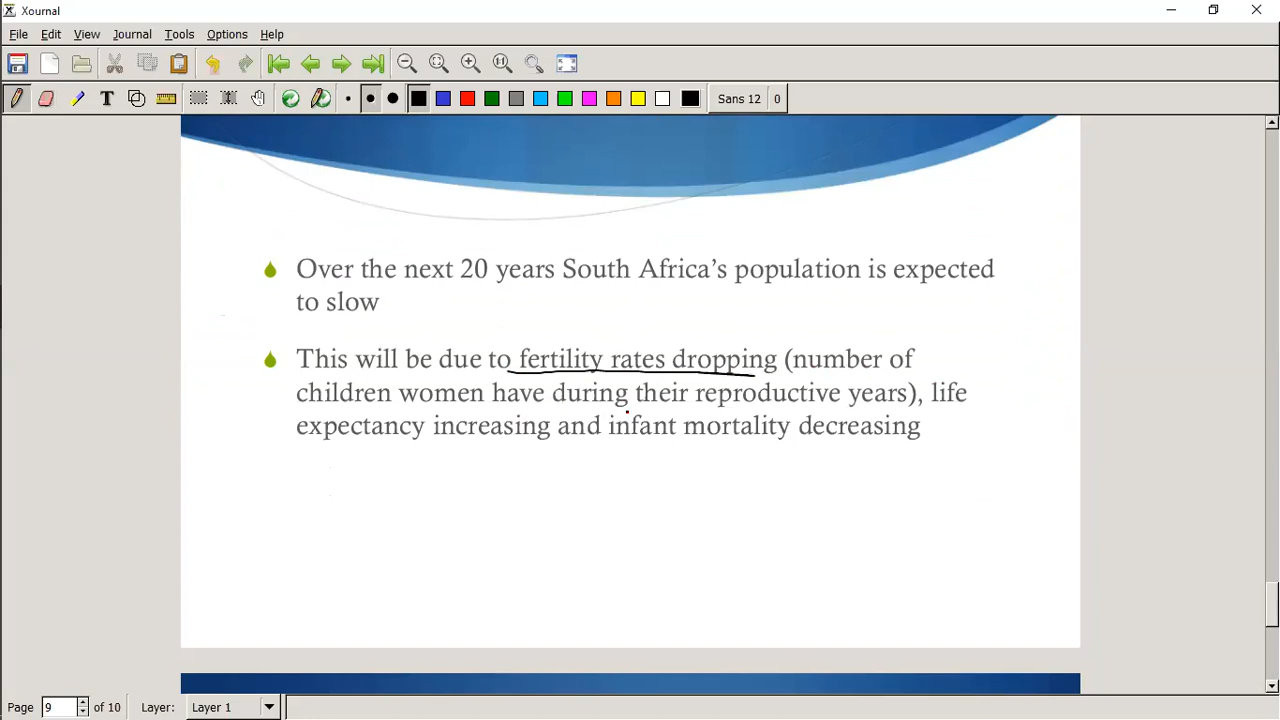 Xournal
File Edit View Journal Tools Options Help
Sans 12 0
Over the next 20 years South Africa’s population is expected
to slow
This will be due to fertility rates dropping (number of
children women have during their reproductive years), life
expectancy increasing and infant mortality decreasing
Page 9 of 10 Layer: Layer 1